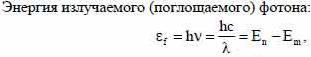 Энергия излучаемого (поглощаемого) фотона:
ε_f = hν = hc/λ = E_n − E_m,